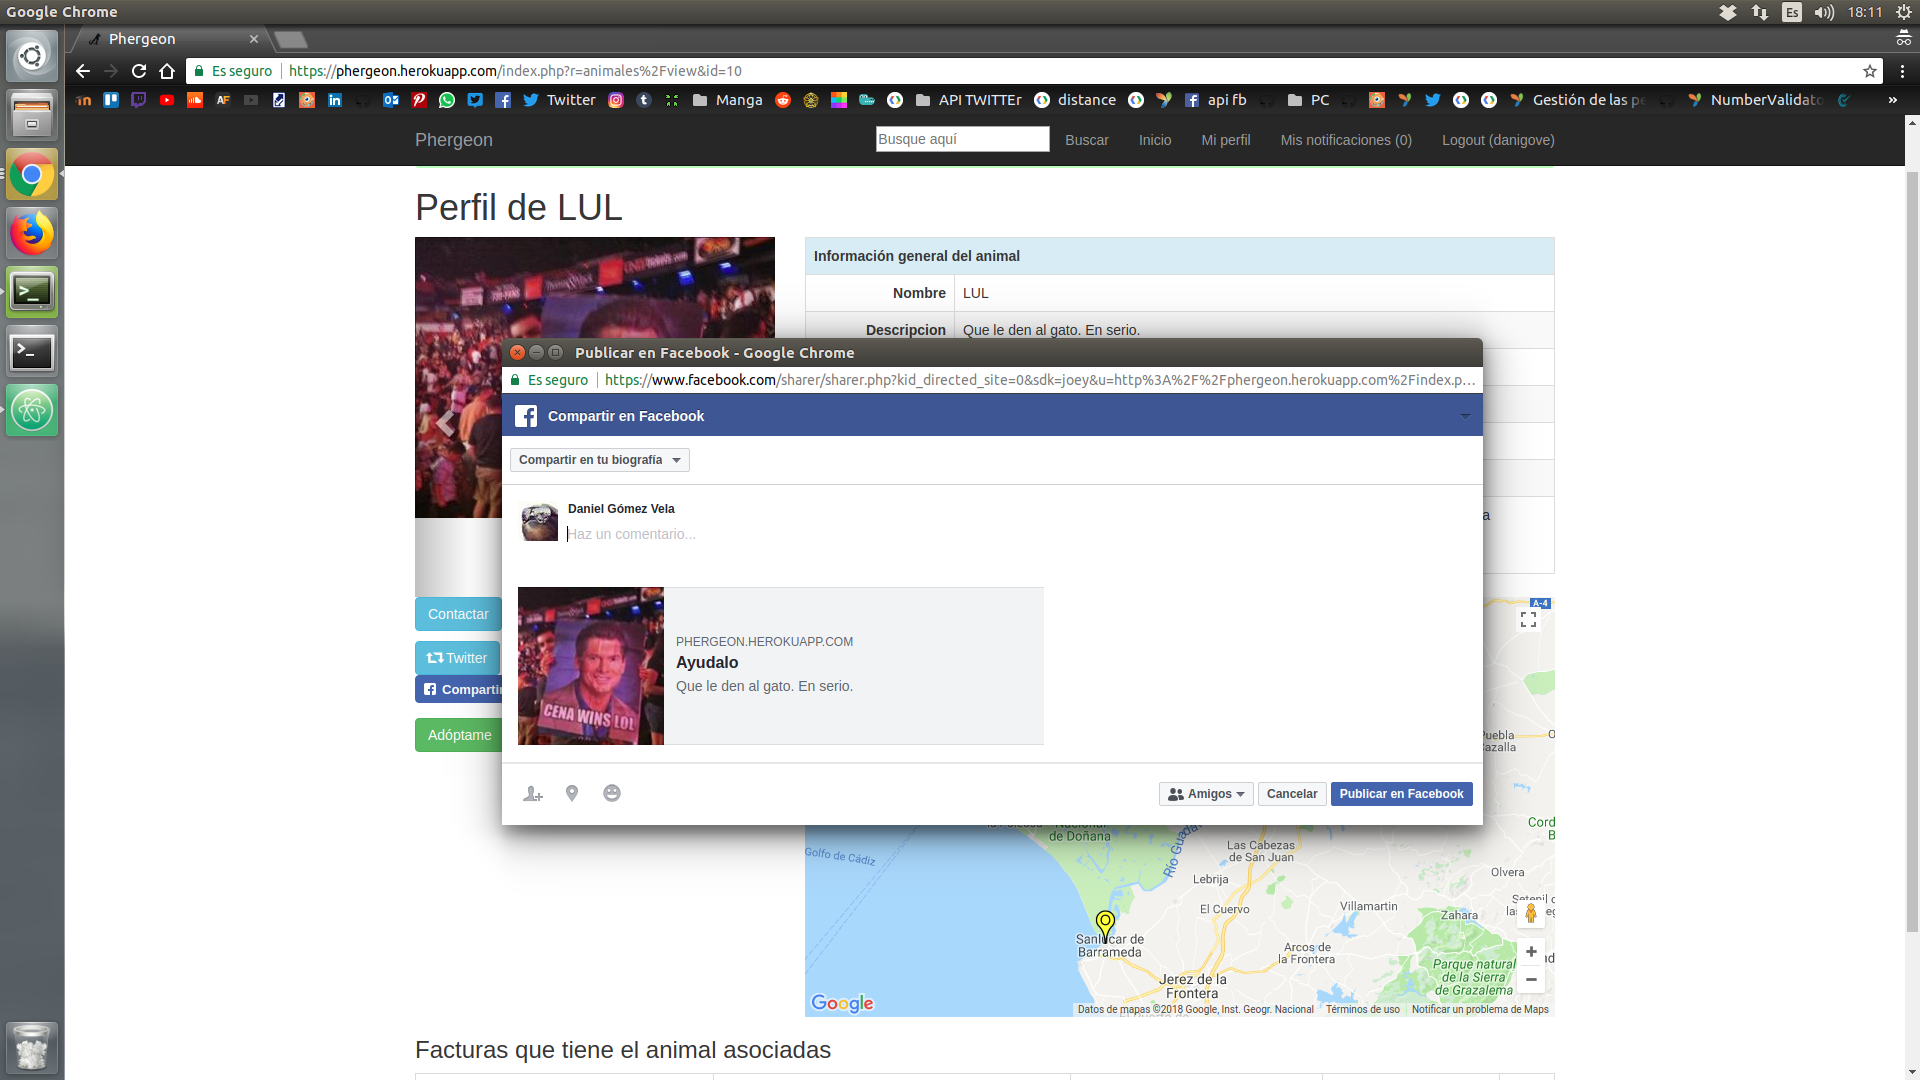 Google Chrome
Es
18:11
Phergeon
Es seguro
https://phergeon.herokuapp.com/index.php?r=animales%2Fview&id=10
Twitter
Manga
API TWITTEr
distance
api fb
PC
Gestión de las pe
NumberValidato
»
Phergeon
Busque aquí
Buscar
Inicio
Mi perfil
Mis notificaciones (0)
Logout (danigove)
Perfil de LUL
Información general del animal
Nombre
LUL
Descripcion
Que le den al gato. En serio.
Publicar en Facebook - Google Chrome
Es seguro
https://www.facebook.com/sharer/sharer.php?kid_directed_site=0&sdk=joey&u=http%3A%2F%2Fphergeon.herokuapp.com%2Findex.p...
Compartir en Facebook
Compartir en tu biografía
Daniel Gómez Vela
Haz un comentario...
a
PHERGEON.HEROKUAPP.COM
Ayudalo
Que le den al gato. En serio.
CENA WINS LOL
Amigos
Cancelar
Publicar en Facebook
Contactar
Twitter
Compartir
Adóptame
A-4
Puebla
Cazalla
Nacional
de Doñana
Golfo de Cádiz
Río Gua
Las Cabezas
de San Juan
Lebrija
El Cuervo
Villamartin
Olvera
Zahara
Sanlúcar de
Barrameda
Arcos de
la Frontera
Jerez de la
Frontera
Parque natural
de la Sierra
de Grazalema
Google
Datos de mapas ©2018 Google, Inst. Geogr. Nacional
Términos de uso
Notificar un problema de Maps
Facturas que tiene el animal asociadas